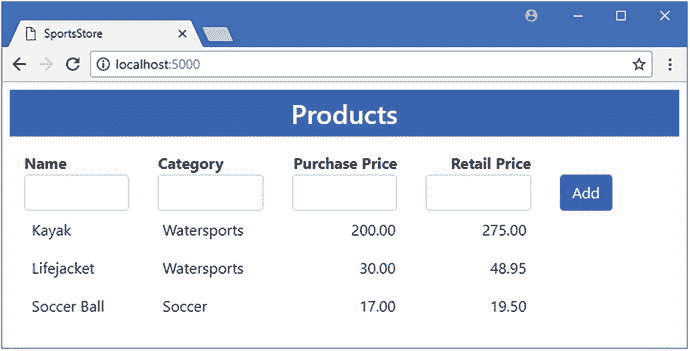 SportsStore
localhost:5000
Products
Name Category Purchase Price Retail Price
Add
Kayak Watersports 200.00 275.00
Lifejacket Watersports 30.00 48.95
Soccer Ball Soccer 17.00 19.50